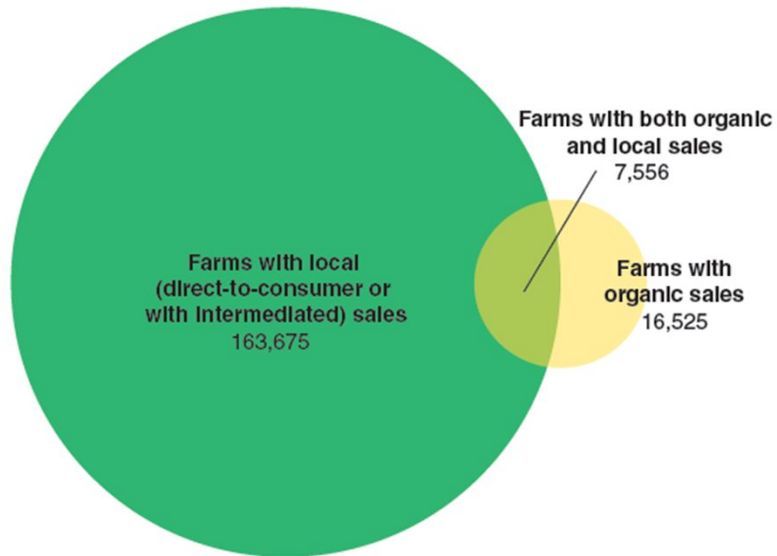 Farms with both organic
and local sales
7,556
Farms with local
(direct-to-consumer or
with intermediated) sales
163,675
Farms with
organic sales
16,525